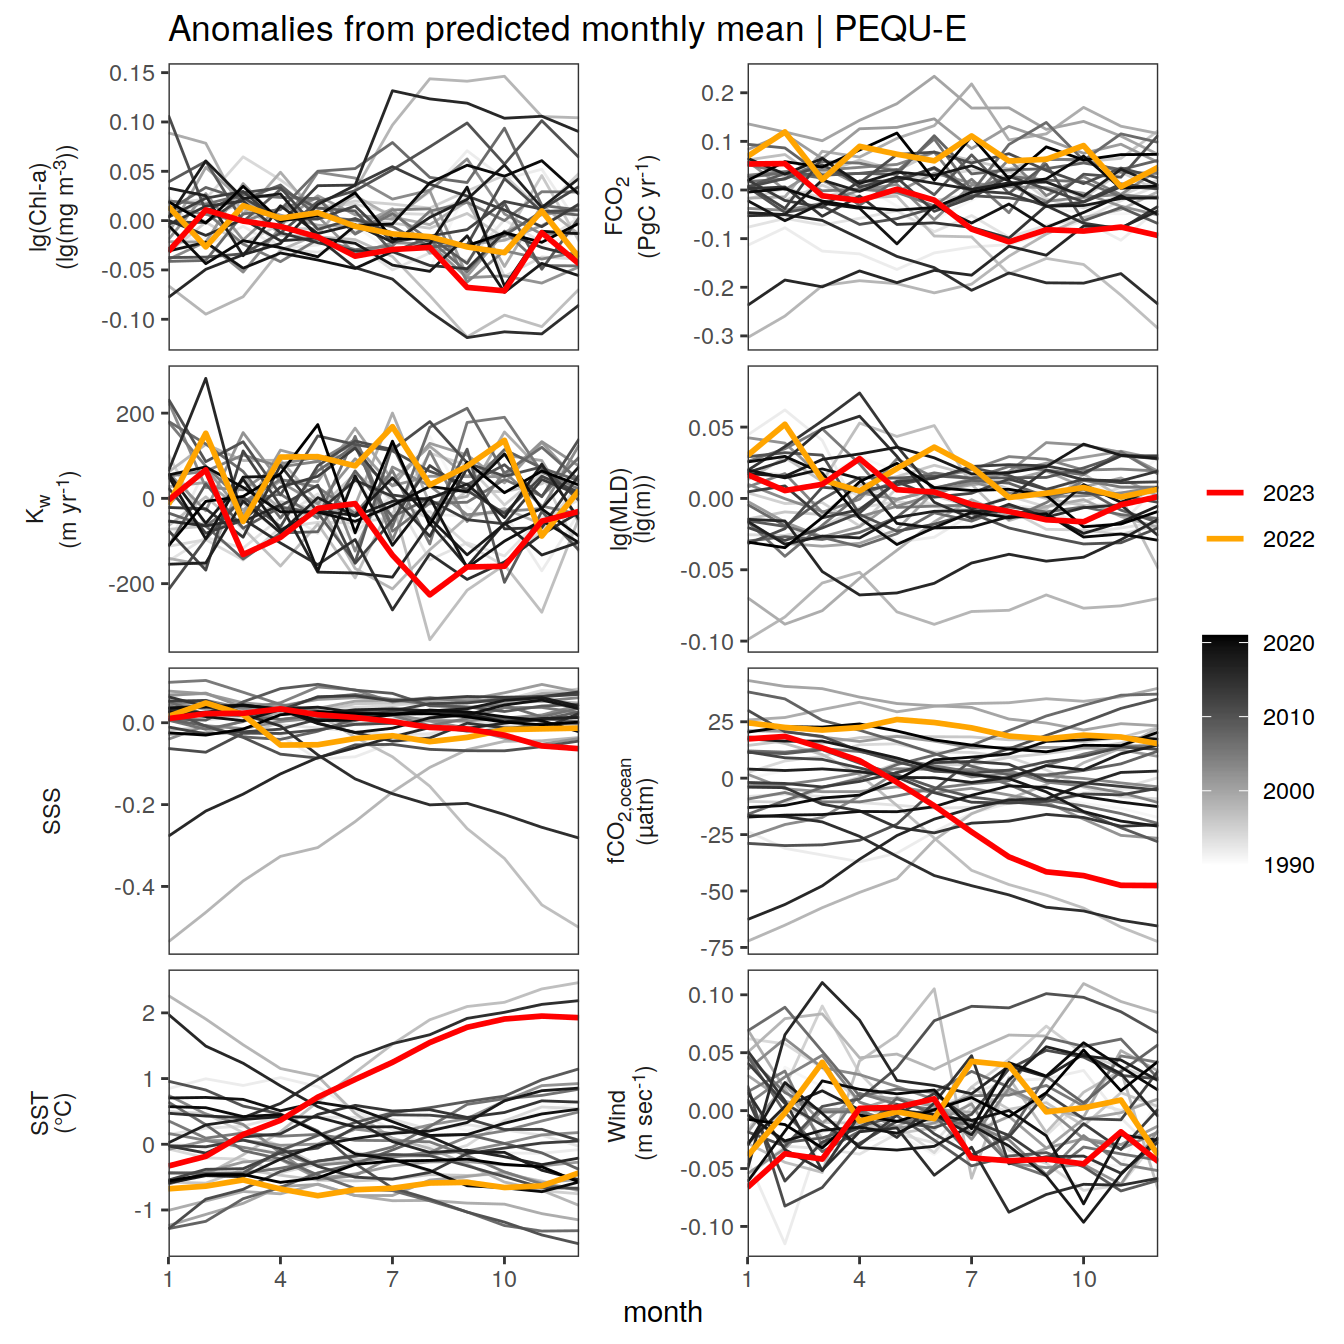 Anomalies from predicted monthly mean | PEQU-E
lg(Chl-a)
(lg(mg m⁻³))
0.15
0.10
0.05
0.00
-0.05
-0.10
FCO₂
(PgC yr⁻¹)
0.2
0.1
0.0
-0.1
-0.2
-0.3
K_w
(m yr⁻¹)
200
0
-200
lg(MLD)
(lg(m))
0.05
0.00
-0.05
-0.10
SSS
0.0
-0.2
-0.4
fCO₂,ocean
(µatm)
25
0
-25
-50
-75
SST
(°C)
2
1
0
-1
1
4
7
10
Wind
(m sec⁻¹)
0.10
0.05
0.00
-0.05
-0.10
1
4
7
10
month
2023
2022
2020
2010
2000
1990